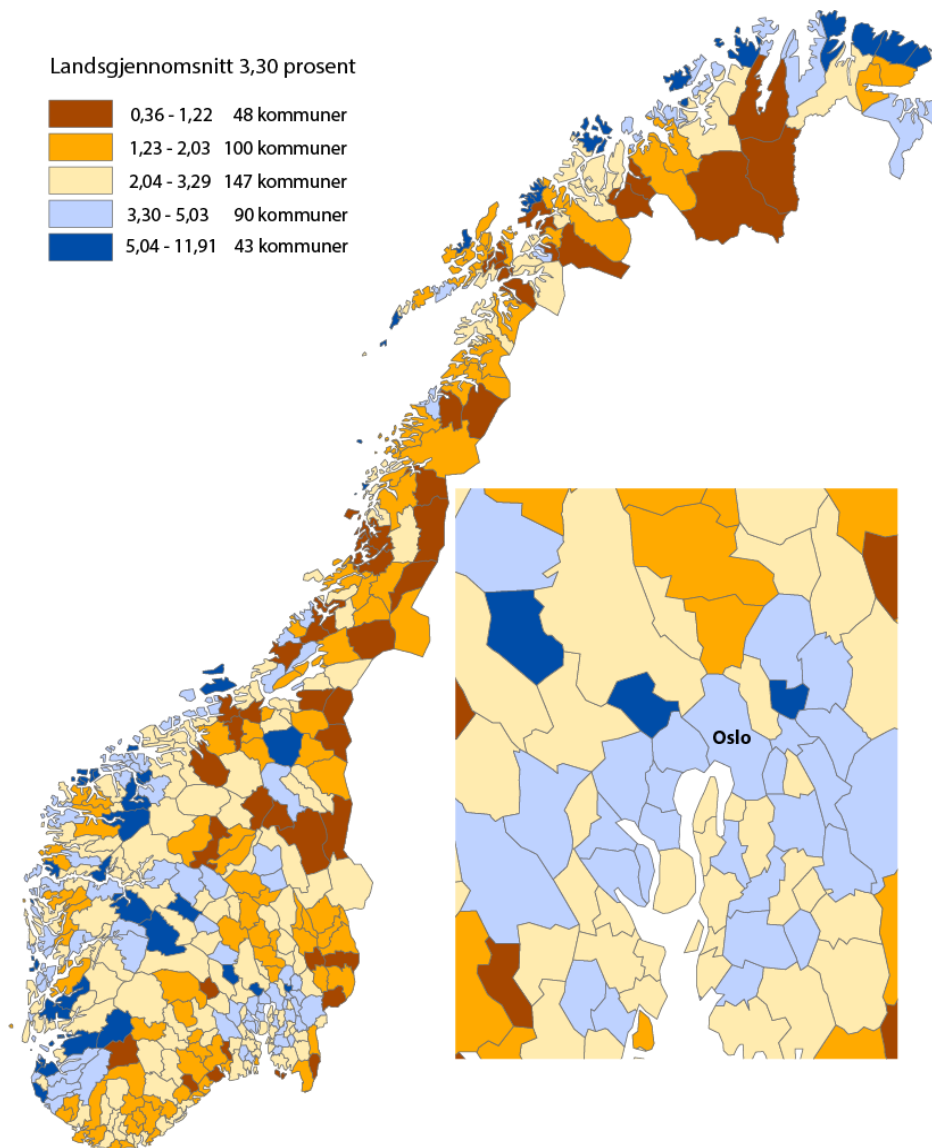 Landsgjennomsnitt 3,30 prosent
0,36 - 1,22 48 kommuner
1,23 - 2,03 100 kommuner
2,04 - 3,29 147 kommuner
3,30 - 5,03 90 kommuner
5,04 - 11,91 43 kommuner
Oslo